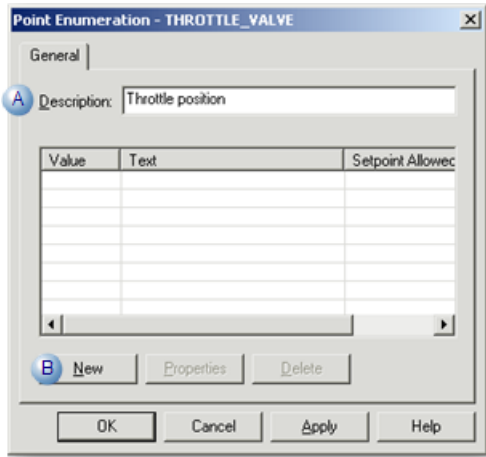 Point Enumeration - THROTTLE_VALVE
General
A Description: Throttle position
Value Text Setpoint Allowed
B New Properties Delete
OK Cancel Apply Help